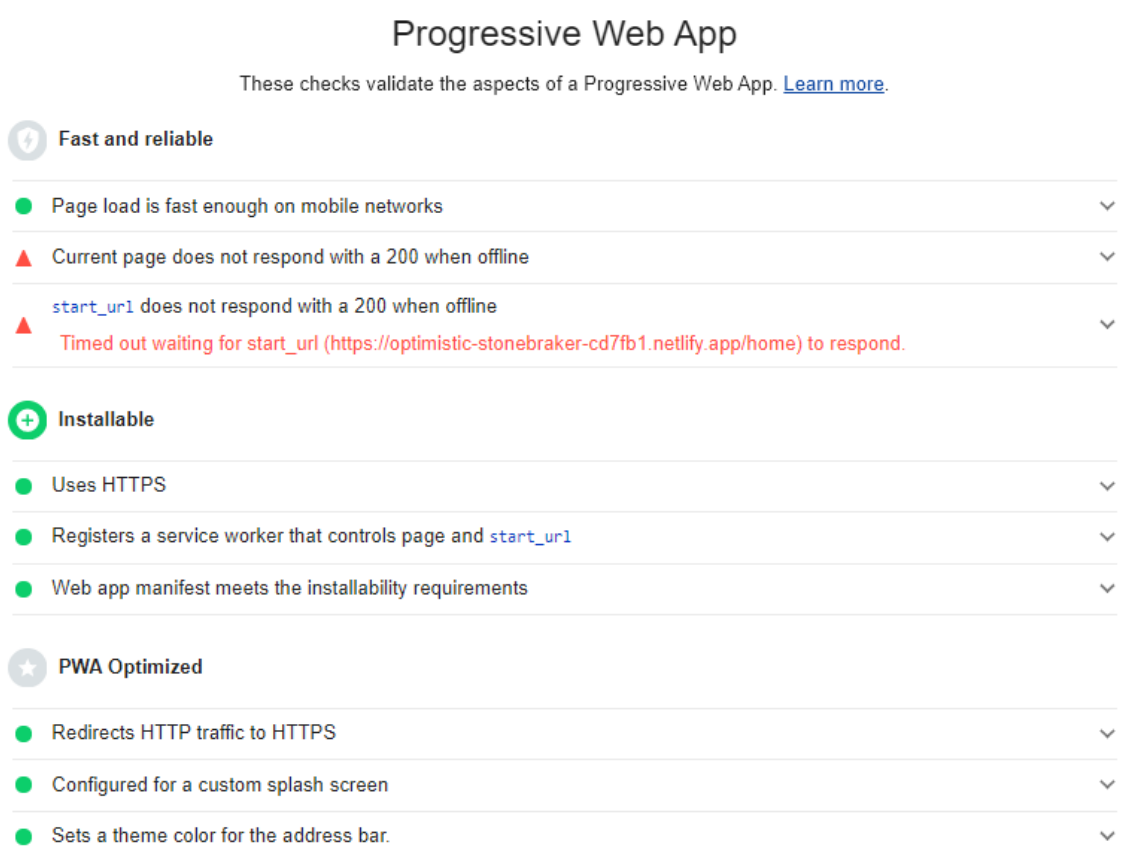 Progressive Web App
These checks validate the aspects of a Progressive Web App. Learn more.
Fast and reliable
Page load is fast enough on mobile networks
Current page does not respond with a 200 when offline
start_url does not respond with a 200 when offline
Timed out waiting for start_url (https://optimistic-stonebraker-cd7fb1.netlify.app/home) to respond.
Installable
Uses HTTPS
Registers a service worker that controls page and start_url
Web app manifest meets the installability requirements
PWA Optimized
Redirects HTTP traffic to HTTPS
Configured for a custom splash screen
Sets a theme color for the address bar.